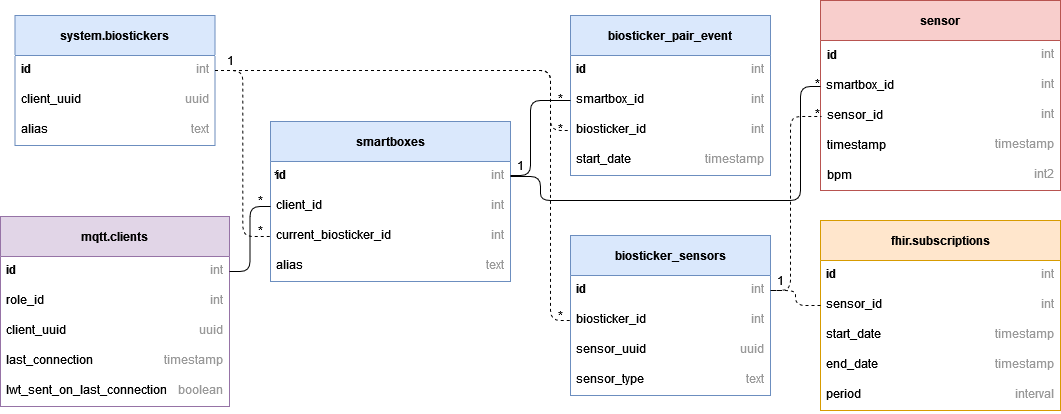 system.biostickers
id int
client_uuid uuid
alias text
1
mqtt.clients
id int
role_id int
client_uuid uuid
last_connection timestamp
lwt_sent_on_last_connection boolean
smartboxes
*
id int
* client_id int
* current_biosticker_id int
alias text
1
biosticker_pair_event
id int
* smartbox_id int
* biosticker_id int
start_date timestamp
biosticker_sensors
id int
* biosticker_id int
sensor_uuid uuid
sensor_type text
1
sensor
id int
* smartbox_id int
* sensor_id int
timestamp timestamp
bpm int2
fhir.subscriptions
id int
sensor_id int
start_date timestamp
end_date timestamp
period interval